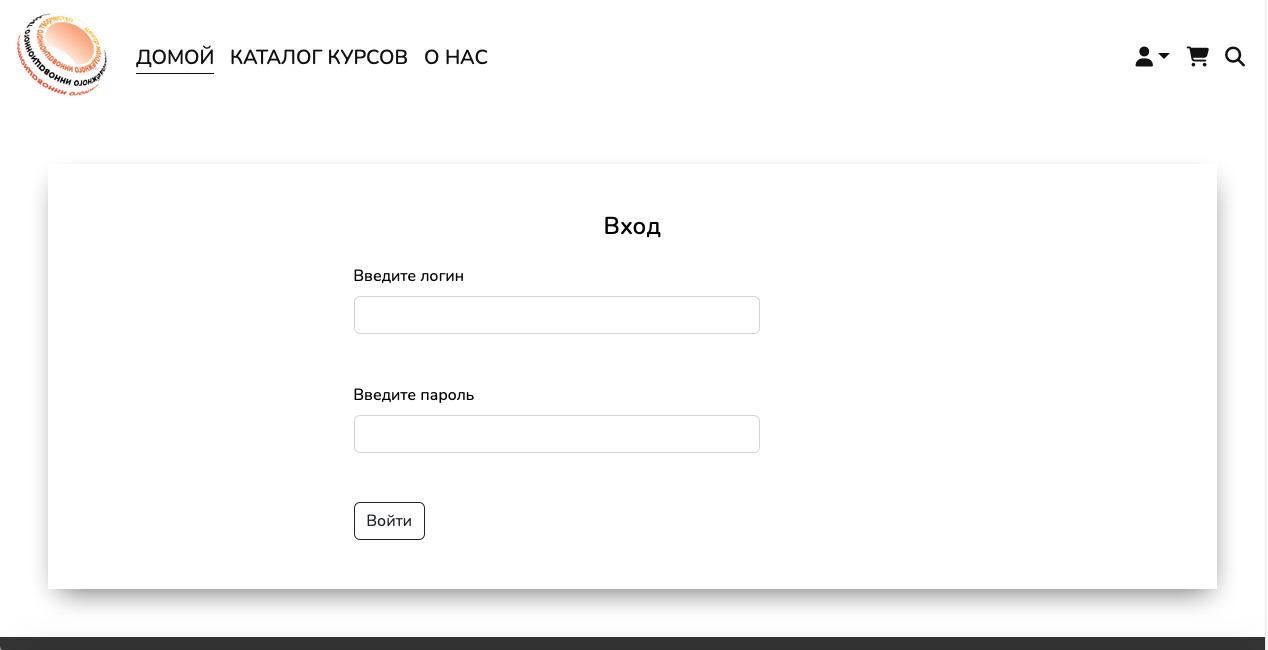 ДОМОЙ КАТАЛОГ КУРСОВ О НАС
Вход
Введите логин
Введите пароль
Войти